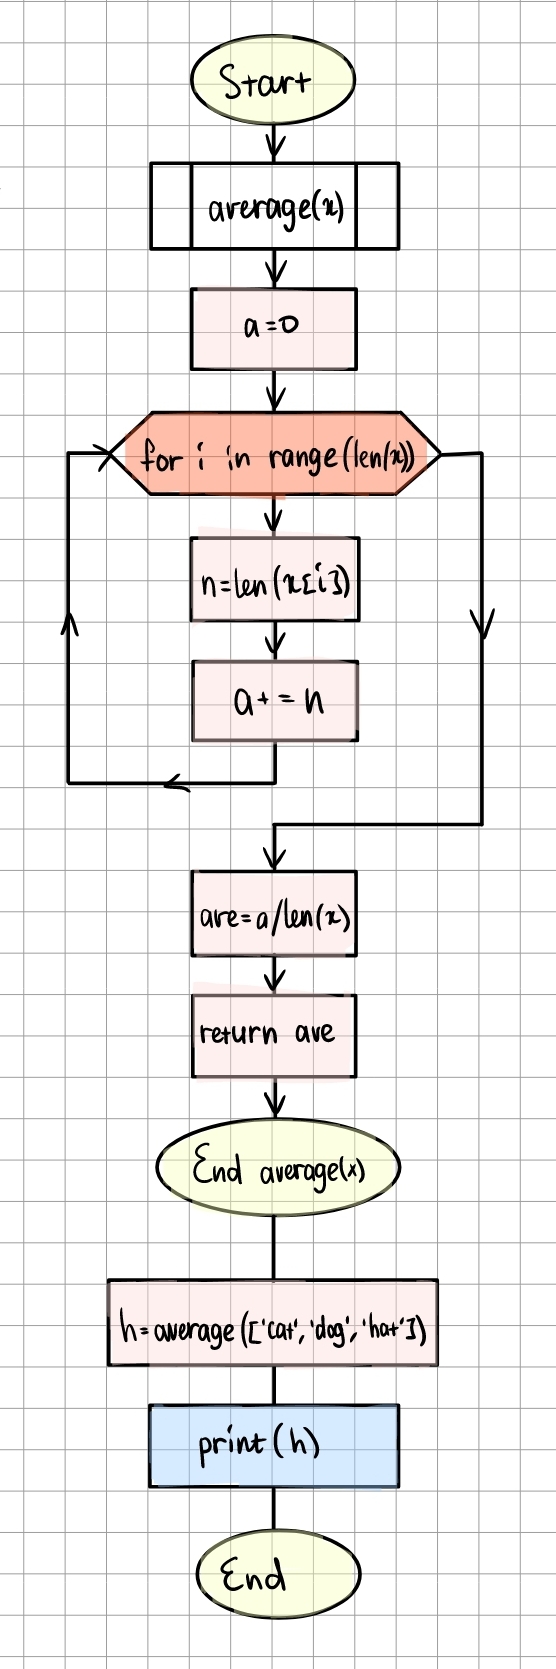 Start
average(x)
a=0
for i in range(len(x))
n=len(x[i])
a+=n
are=a/len(x)
return ave
End average(x)
h=average(['cat','dog','hat'])
print(h)
End